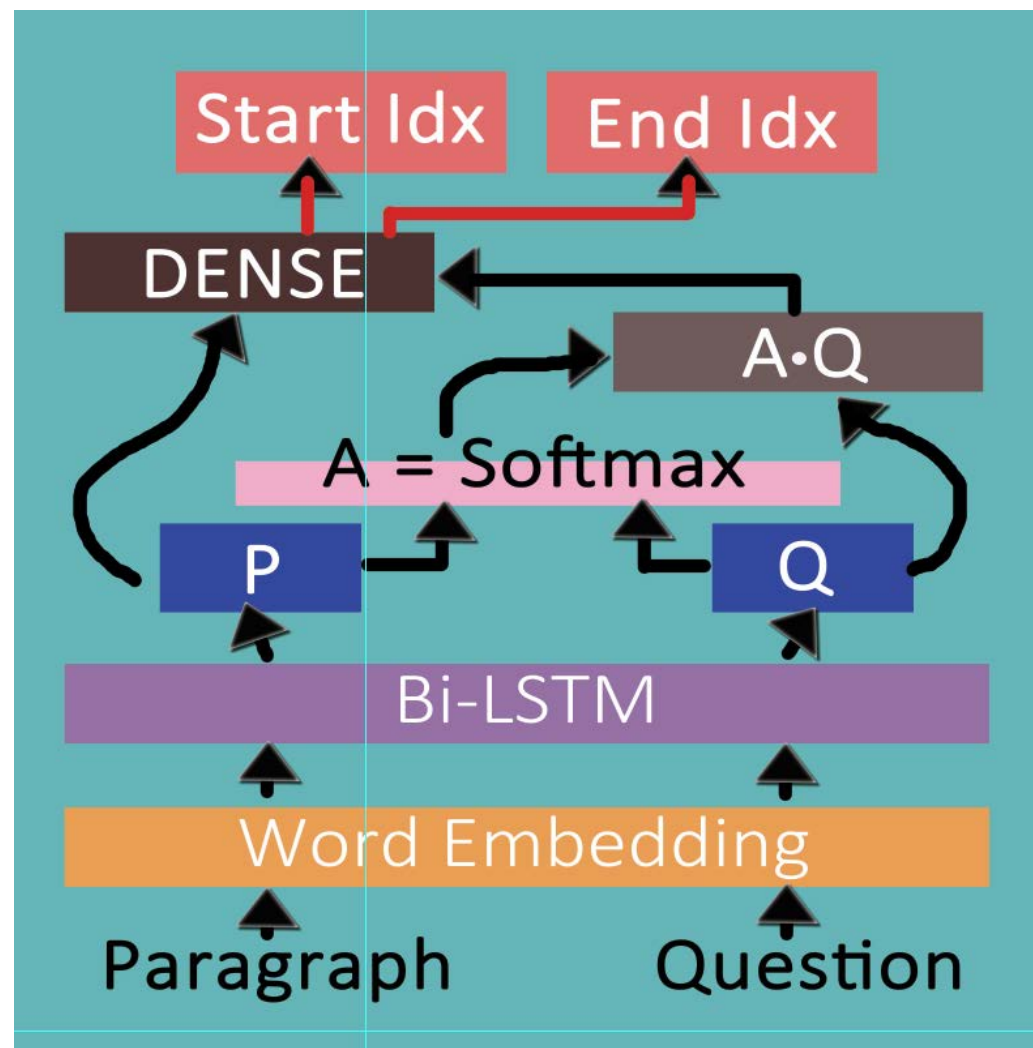 Start Idx
End Idx
DENSE
A·Q
A = Softmax
P
Q
Bi-LSTM
Word Embedding
Paragraph
Question